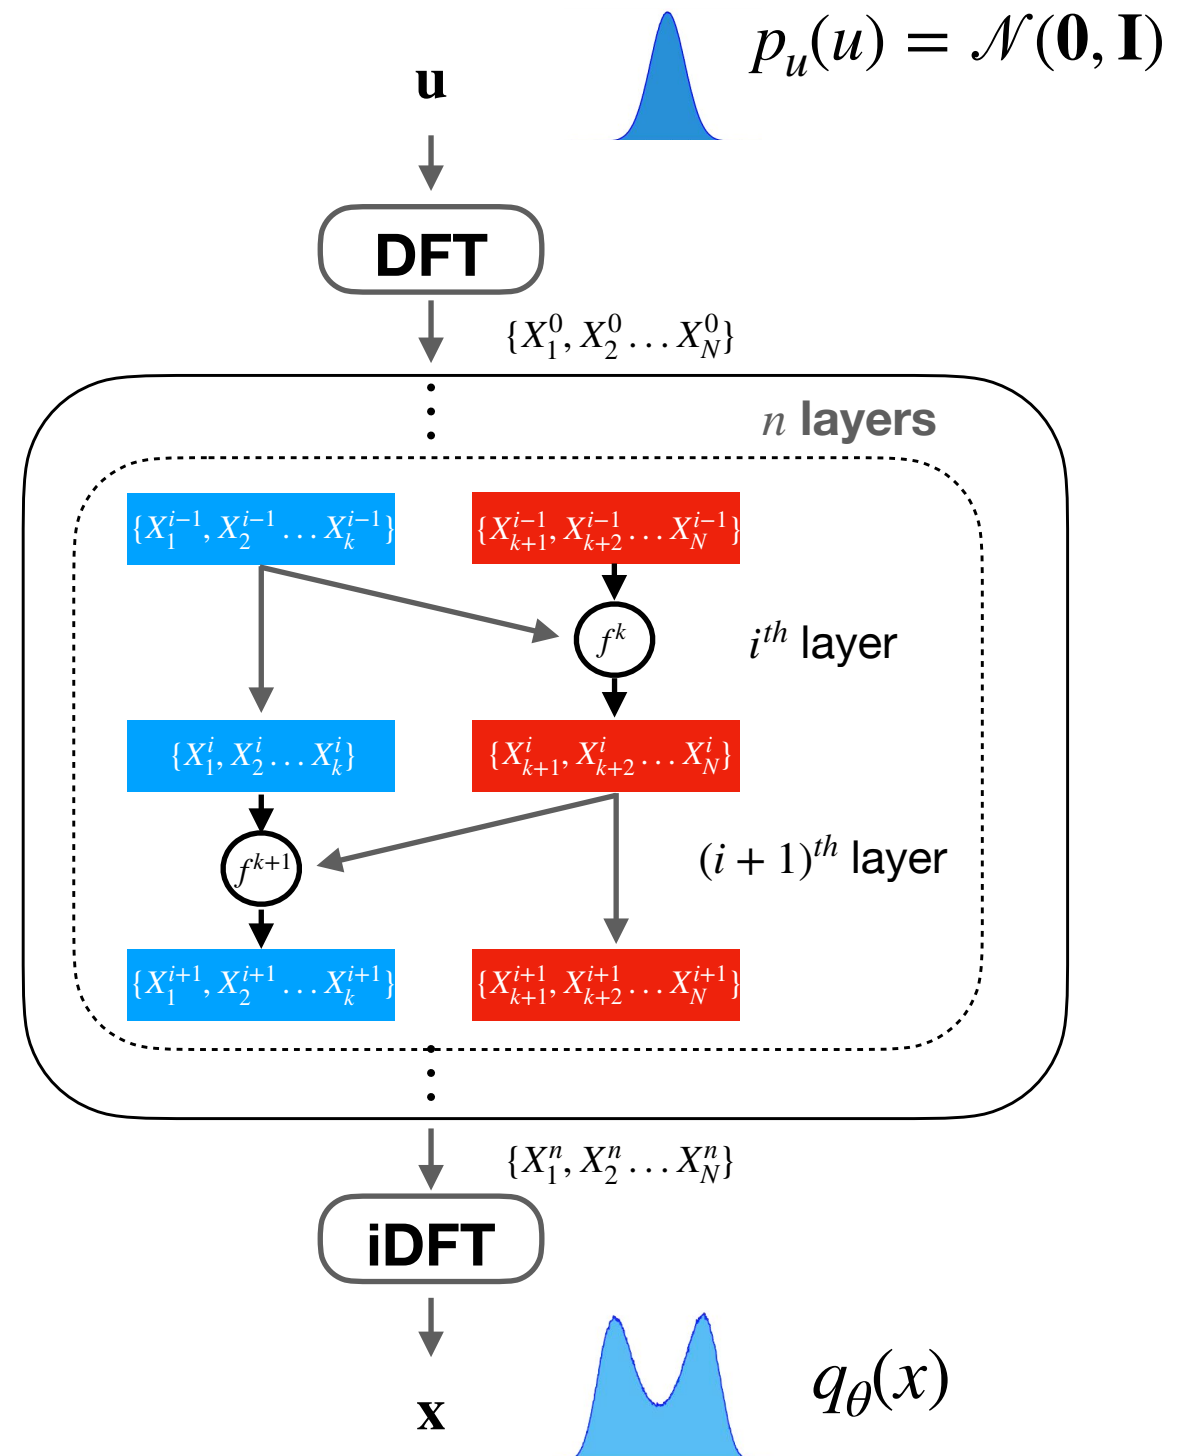 p_u(u) = 𝒩(𝟎, 𝐈)
u
DFT
{X_1^0, X_2^0 … X_N^0}
n layers
{X_1^{i−1}, X_2^{i−1} … X_k^{i−1}}
{X_{k+1}^{i−1}, X_{k+2}^{i−1} … X_N^{i−1}}
f^k
i^{th} layer
{X_1^i, X_2^i … X_k^i}
{X_{k+1}^i, X_{k+2}^i … X_N^i}
f^{k+1}
(i + 1)^{th} layer
{X_1^{i+1}, X_2^{i+1} … X_k^{i+1}}
{X_{k+1}^{i+1}, X_{k+2}^{i+1} … X_N^{i+1}}
{X_1^n, X_2^n … X_N^n}
iDFT
x
q_θ(x)